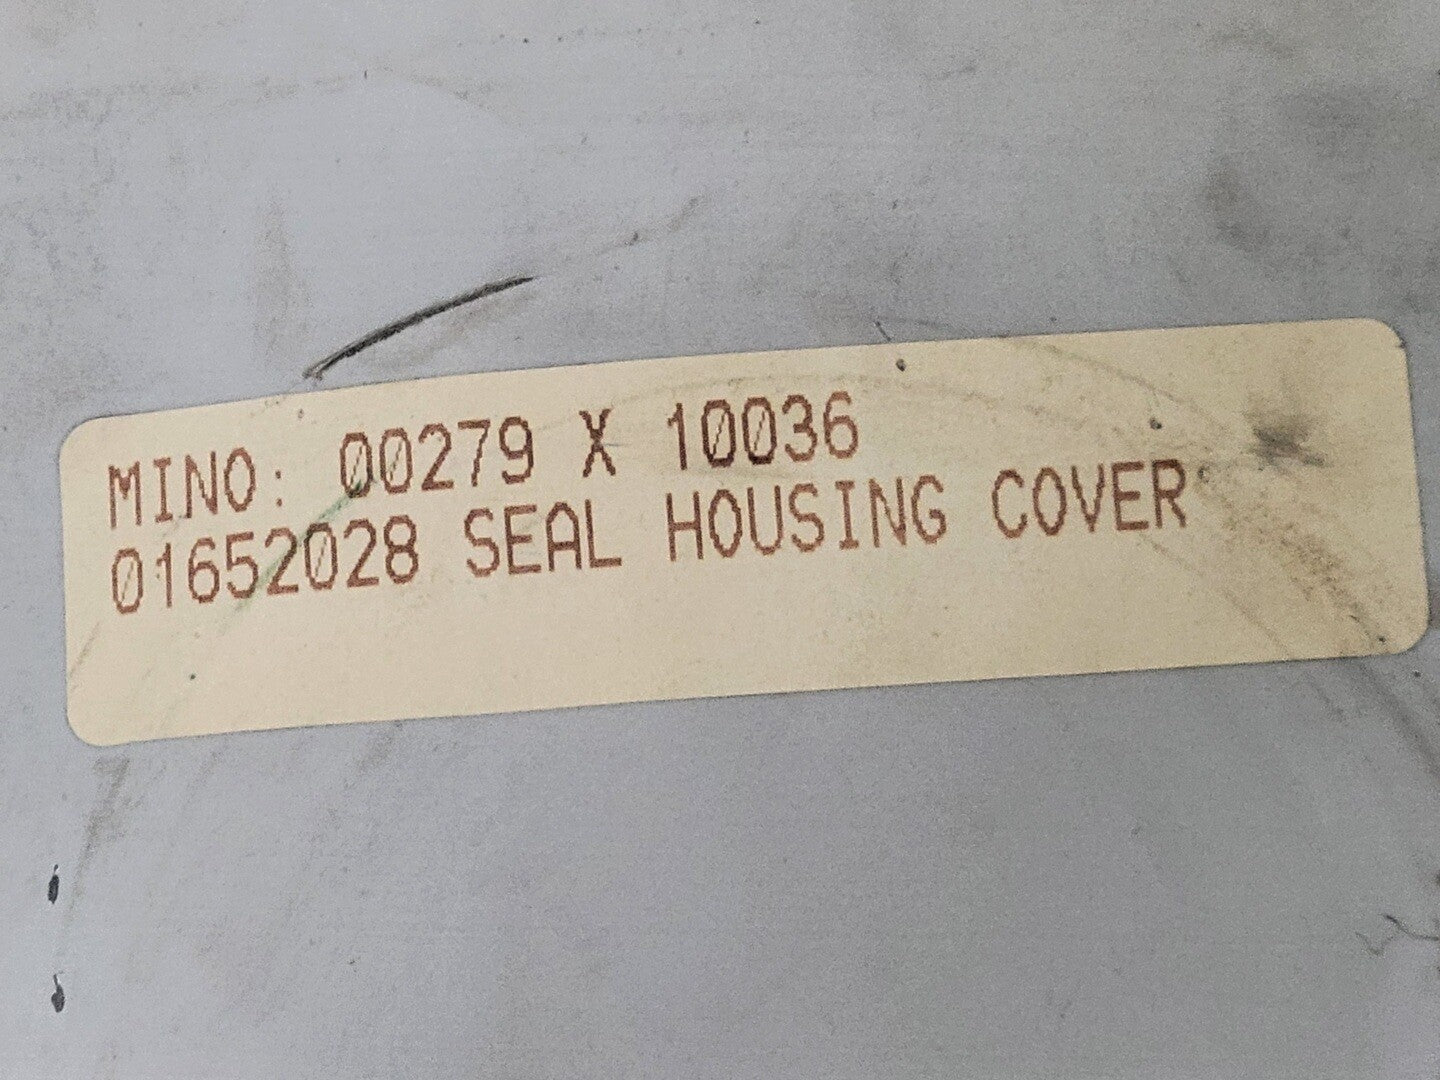 MINO: 00279 X 10036
01652028 SEAL HOUSING COVER